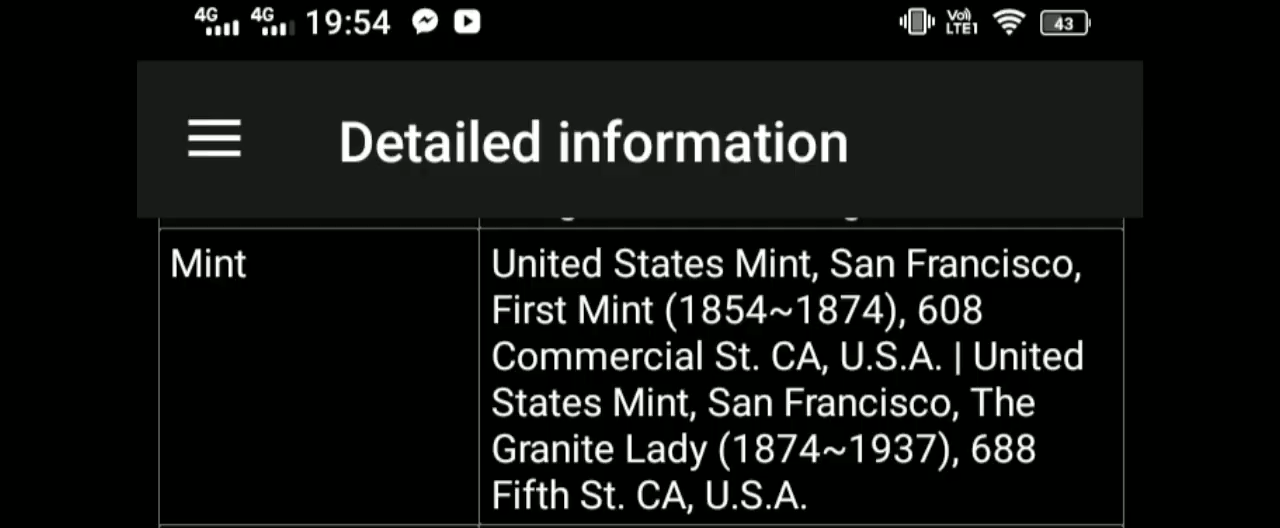 4G 4G 19:54 Vo) LTE1 43
Detailed information
Mint
United States Mint, San Francisco,
First Mint (1854~1874), 608
Commercial St. CA, U.S.A. | United
States Mint, San Francisco, The
Granite Lady (1874~1937), 688
Fifth St. CA, U.S.A.